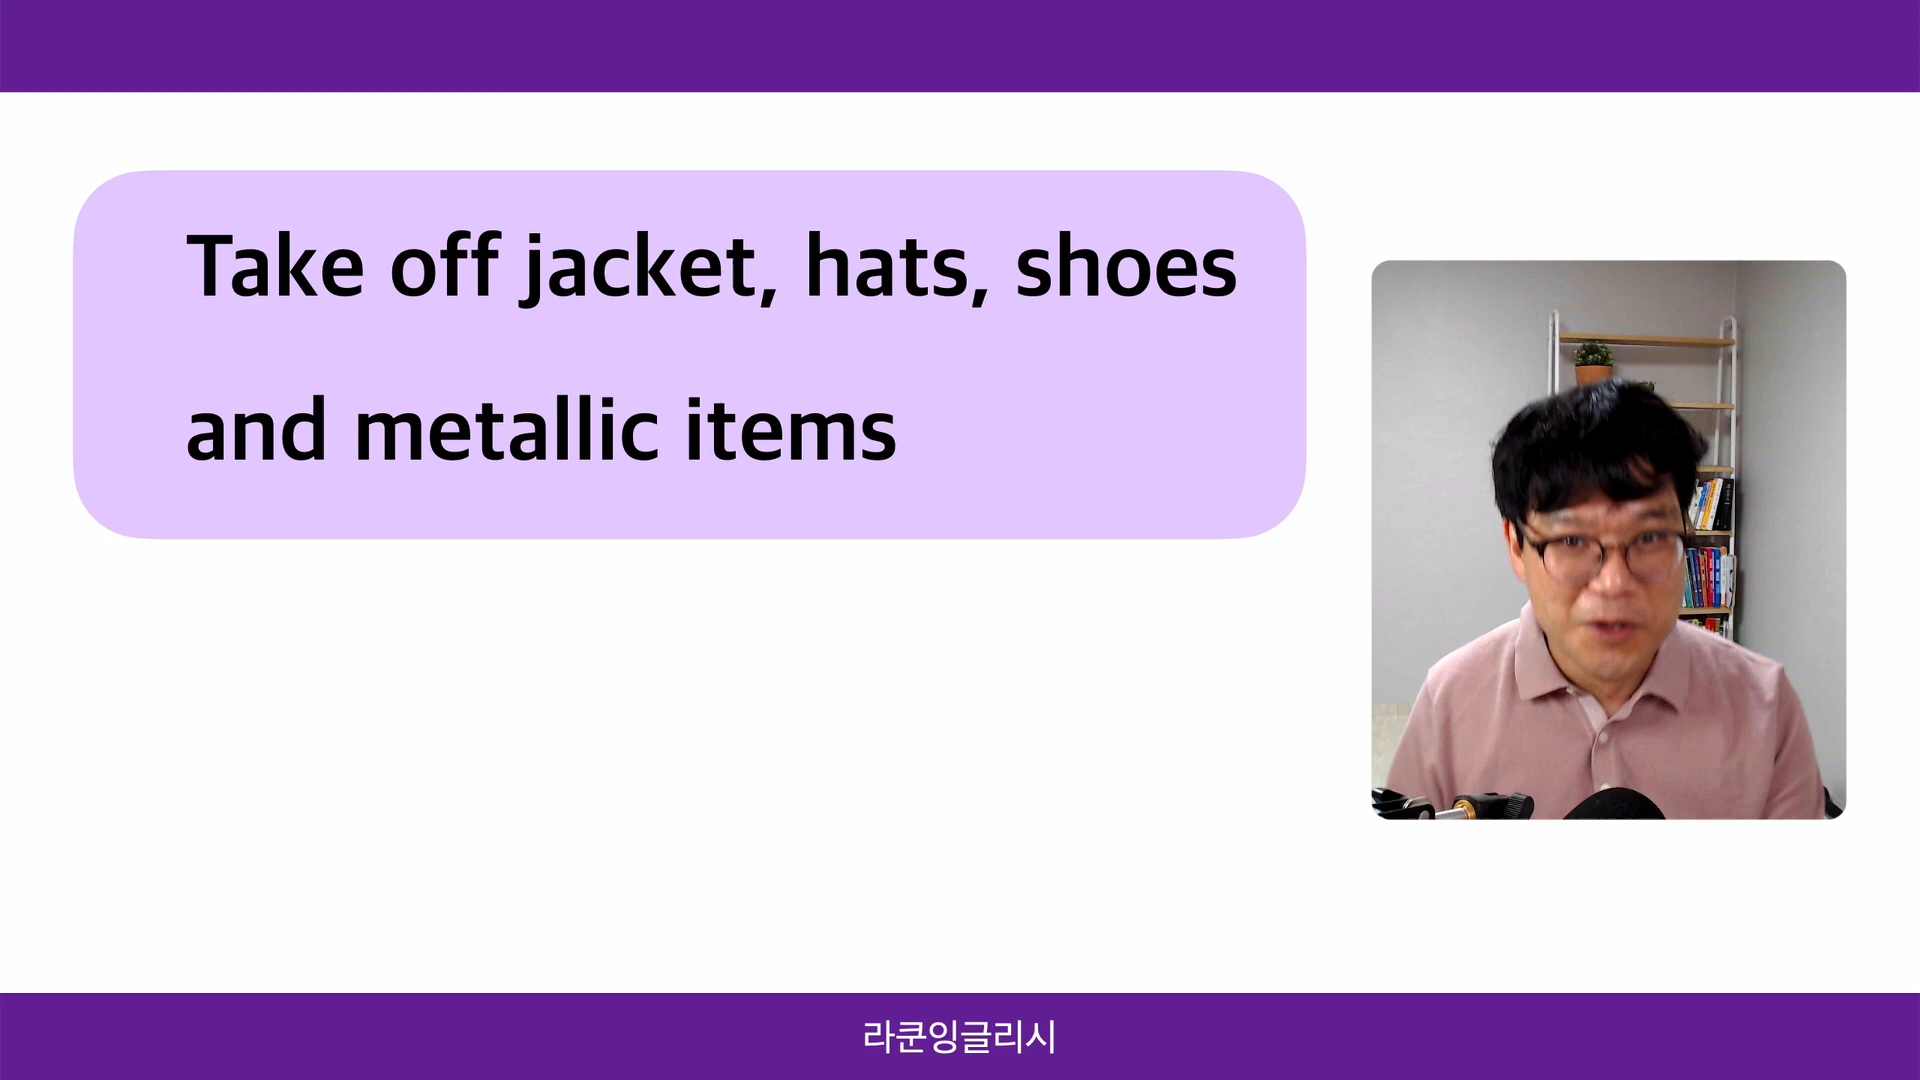 Take off jacket, hats, shoes
and metallic items
라쿤잉글리시